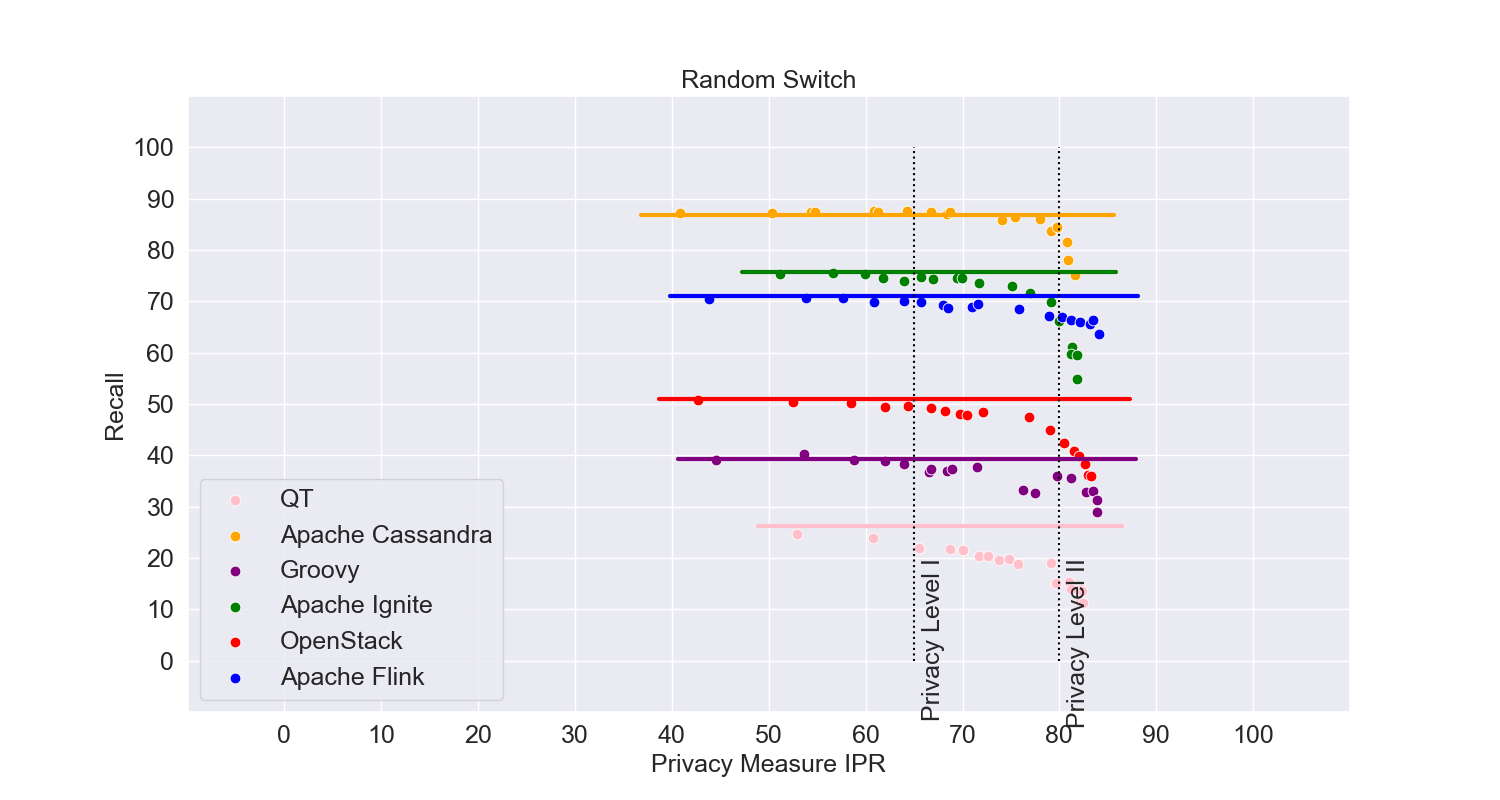 Random Switch
100
90
80
70
60
50
40
30
20
10
0
Recall
QT
Apache Cassandra
Groovy
Apache Ignite
OpenStack
Apache Flink
Privacy Level I
Privacy Level II
0 10 20 30 40 50 60 70 80 90 100
Privacy Measure IPR